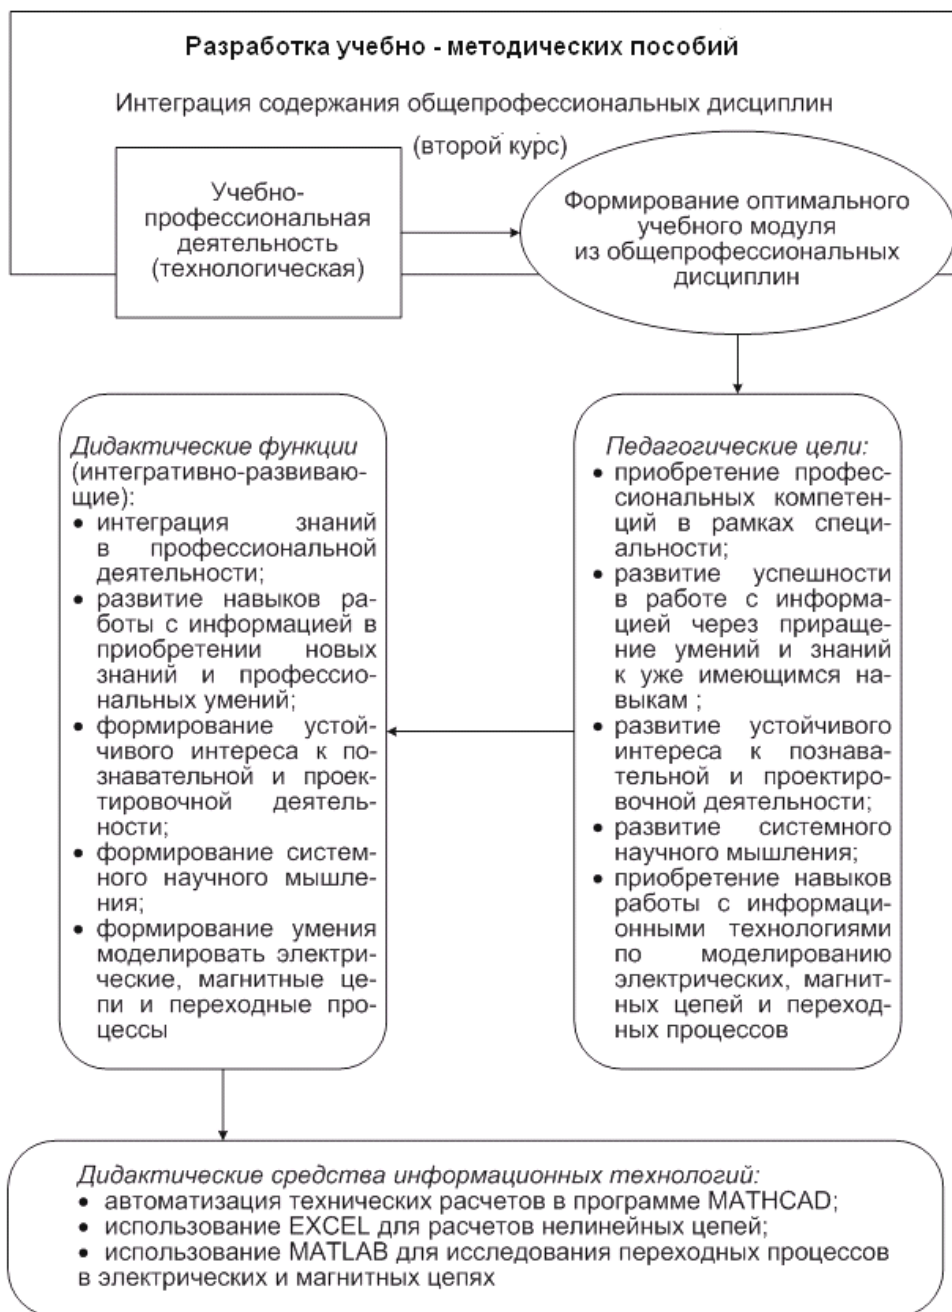 Разработка учебно - методических пособий
Интеграция содержания общепрофессиональных дисциплин
(второй курс)
Учебно-
профессиональная
деятельность
(технологическая)
Формирование оптимального
учебного модуля
из общепрофессиональных
дисциплин
Дидактические функции
(интегративно-развиваю-
щие):
• интеграция знаний
в профессиональной
деятельности;
• развитие навыков ра-
боты с информацией в
приобретении новых
знаний и профессио-
нальных умений;
• формирование устой-
чивого интереса к по-
знавательной и проек-
тировочной деятель-
ности;
• формирование систем-
ного научного мышле-
ния;
• формирование умения
моделировать электри-
ческие, магнитные це-
пи и переходные про-
цессы
Педагогические цели:
• приобретение профес-
сиональных компетен-
ций в рамках специ-
альности;
• развитие успешности
в работе с информа-
цией через прираще-
ние умений и знаний
к уже имеющимся на-
выкам ;
• развитие устойчивого
интереса к познава-
тельной и проектиро-
вочной деятельности;
• развитие системного
научного мышления;
• приобретение навыков
работы с информаци-
онными технологиями
по моделированию
электрических, магнит-
ных цепей и переход-
ных процессов
Дидактические средства информационных технологий:
• автоматизация технических расчетов в программе MATHCAD;
• использование EXCEL для расчетов нелинейных цепей;
• использование MATLAB для исследования переходных процессов
в электрических и магнитных цепях